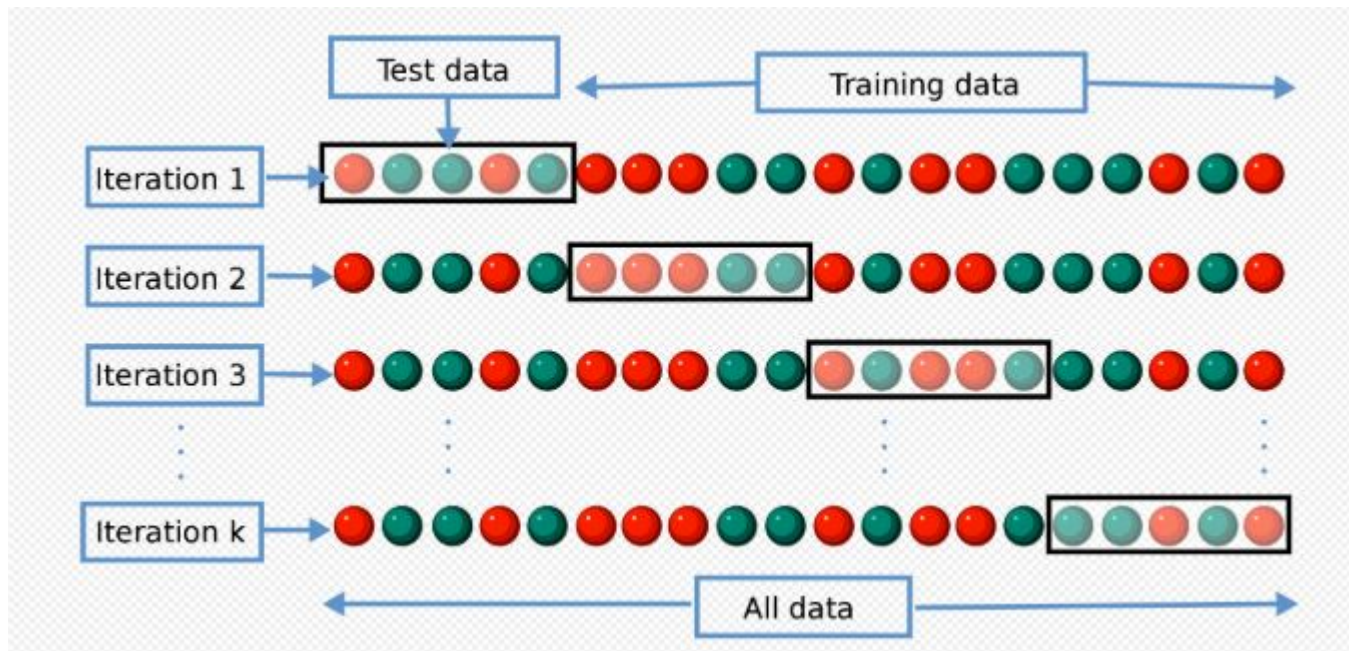 Test data
Training data
Iteration 1
Iteration 2
Iteration 3
Iteration k
All data